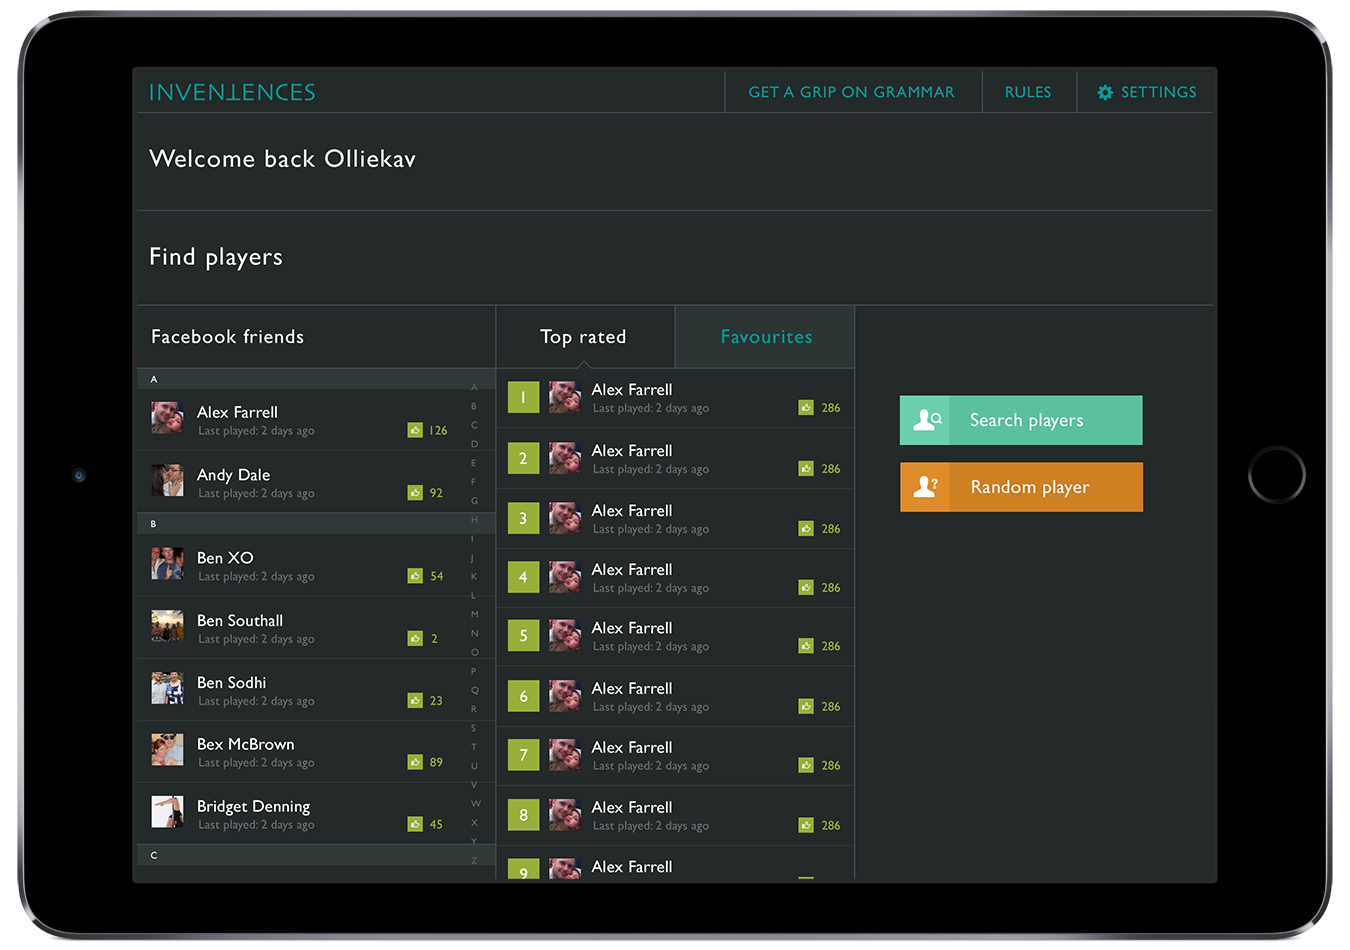 INVENTENCES
GET A GRIP ON GRAMMAR
RULES
SETTINGS
Welcome back Olliekav
Find players
Facebook friends
A
Alex Farrell
Last played: 2 days ago
126
Andy Dale
Last played: 2 days ago
92
B
Ben XO
Last played: 2 days ago
54
Ben Southall
Last played: 2 days ago
2
Ben Sodhi
Last played: 2 days ago
23
Bex McBrown
Last played: 2 days ago
89
Bridget Denning
Last played: 2 days ago
45
C
A
B
C
D
E
F
G
H
I
J
K
L
M
N
O
P
Q
R
S
T
U
V
W
X
Y
Z
Top rated
Favourites
1
Alex Farrell
Last played: 2 days ago
286
2
Alex Farrell
Last played: 2 days ago
286
3
Alex Farrell
Last played: 2 days ago
286
4
Alex Farrell
Last played: 2 days ago
286
5
Alex Farrell
Last played: 2 days ago
286
6
Alex Farrell
Last played: 2 days ago
286
7
Alex Farrell
Last played: 2 days ago
286
8
Alex Farrell
Last played: 2 days ago
286
9
Alex Farrell
Search players
Random player